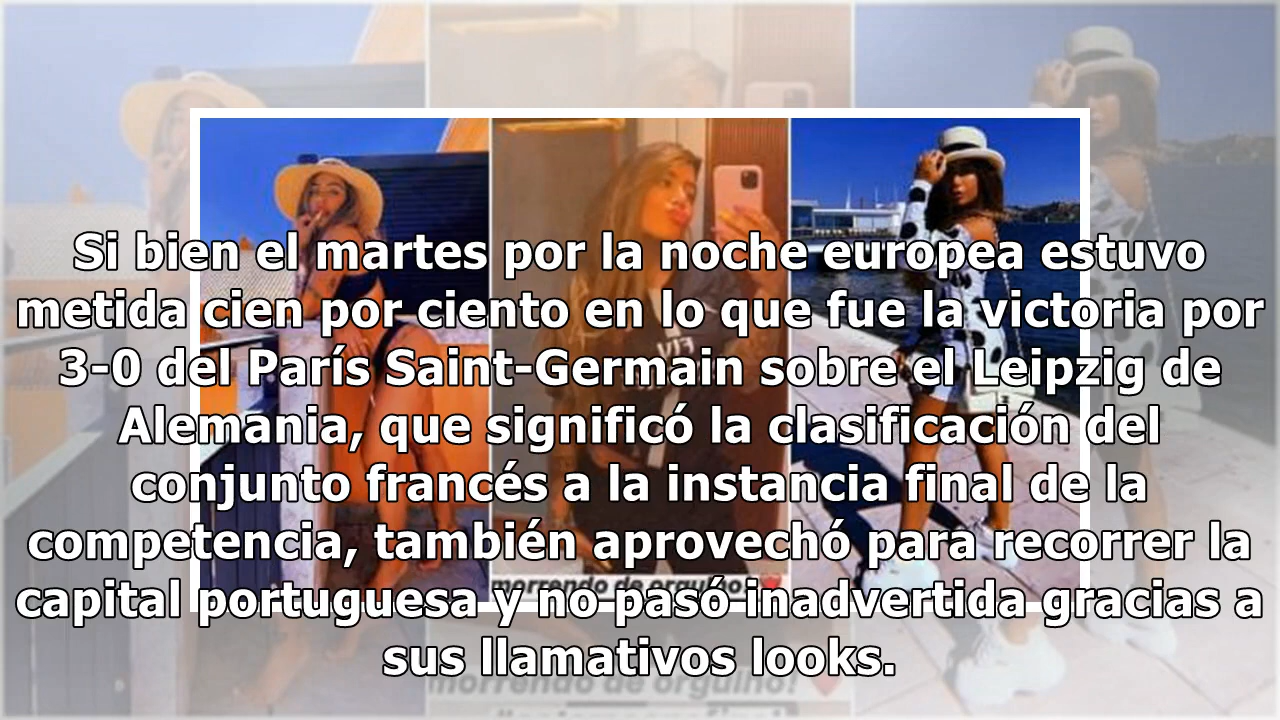 Si bien el martes por la noche europea estuvo
metida cien por ciento en lo que fue la victoria por
3-0 del París Saint-Germain sobre el Leipzig de
Alemania, que significó la clasificación del
conjunto francés a la instancia final de la
competencia, también aprovechó para recorrer la
capital portuguesa y no pasó inadvertida gracias a
sus llamativos looks.
morrendo de orgulho!
morrendo de orgulho!